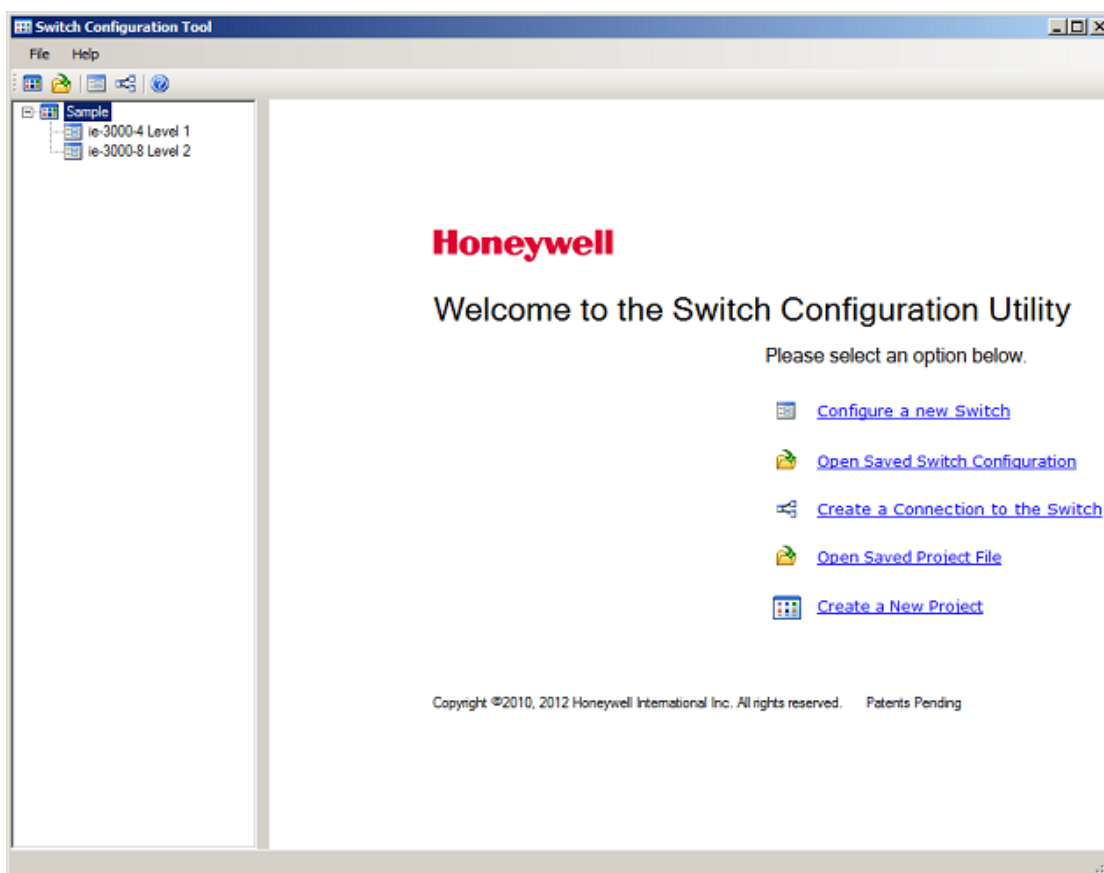 Switch Configuration Tool
File Help
Sample
ie-3000-4 Level 1
ie-3000-8 Level 2
Honeywell
Welcome to the Switch Configuration Utility
Please select an option below.
Configure a new Switch
Open Saved Switch Configuration
Create a Connection to the Switch
Open Saved Project File
Create a New Project
Copyright ©2010, 2012 Honeywell International Inc. All rights reserved. Patents Pending